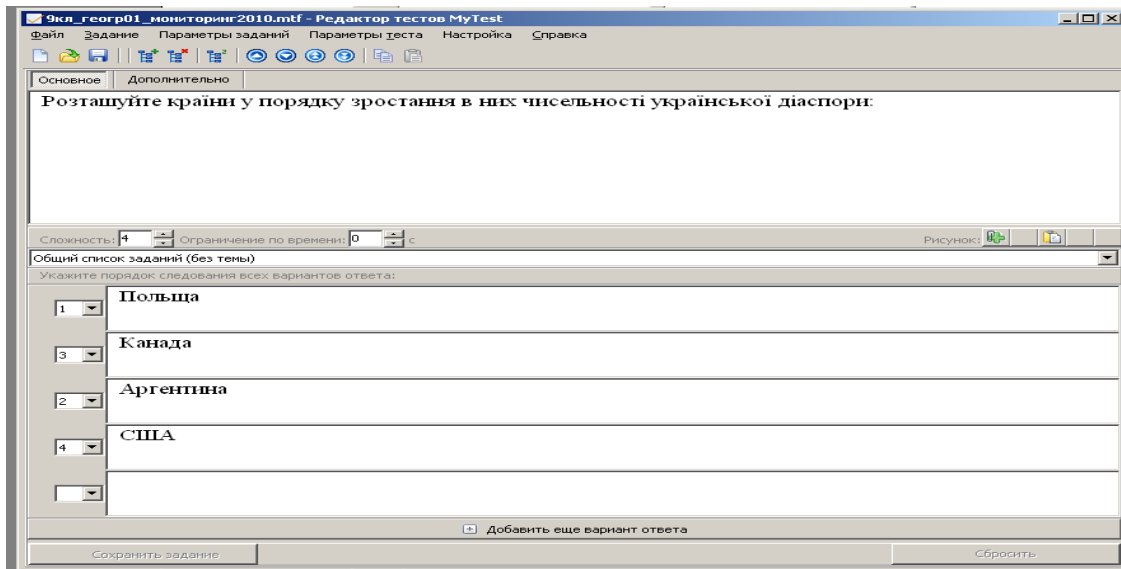 9кл_геогр01_мониторинг2010.mtf - Редактор тестов MyTest
Файл Задание Параметры заданий Параметры теста Настройка Справка
Основное Дополнительно
Розташуйте країни у порядку зростання в них чисельності української діаспори:
Сложность: 4 Ограничение по времени: 0 с Рисунок:
Общий список заданий (без темы)
Укажите порядок следования всех вариантов ответа:
1 Польща
3 Канада
2 Аргентина
4 США
Добавить еще вариант ответа
Сохранить задание Сбросить